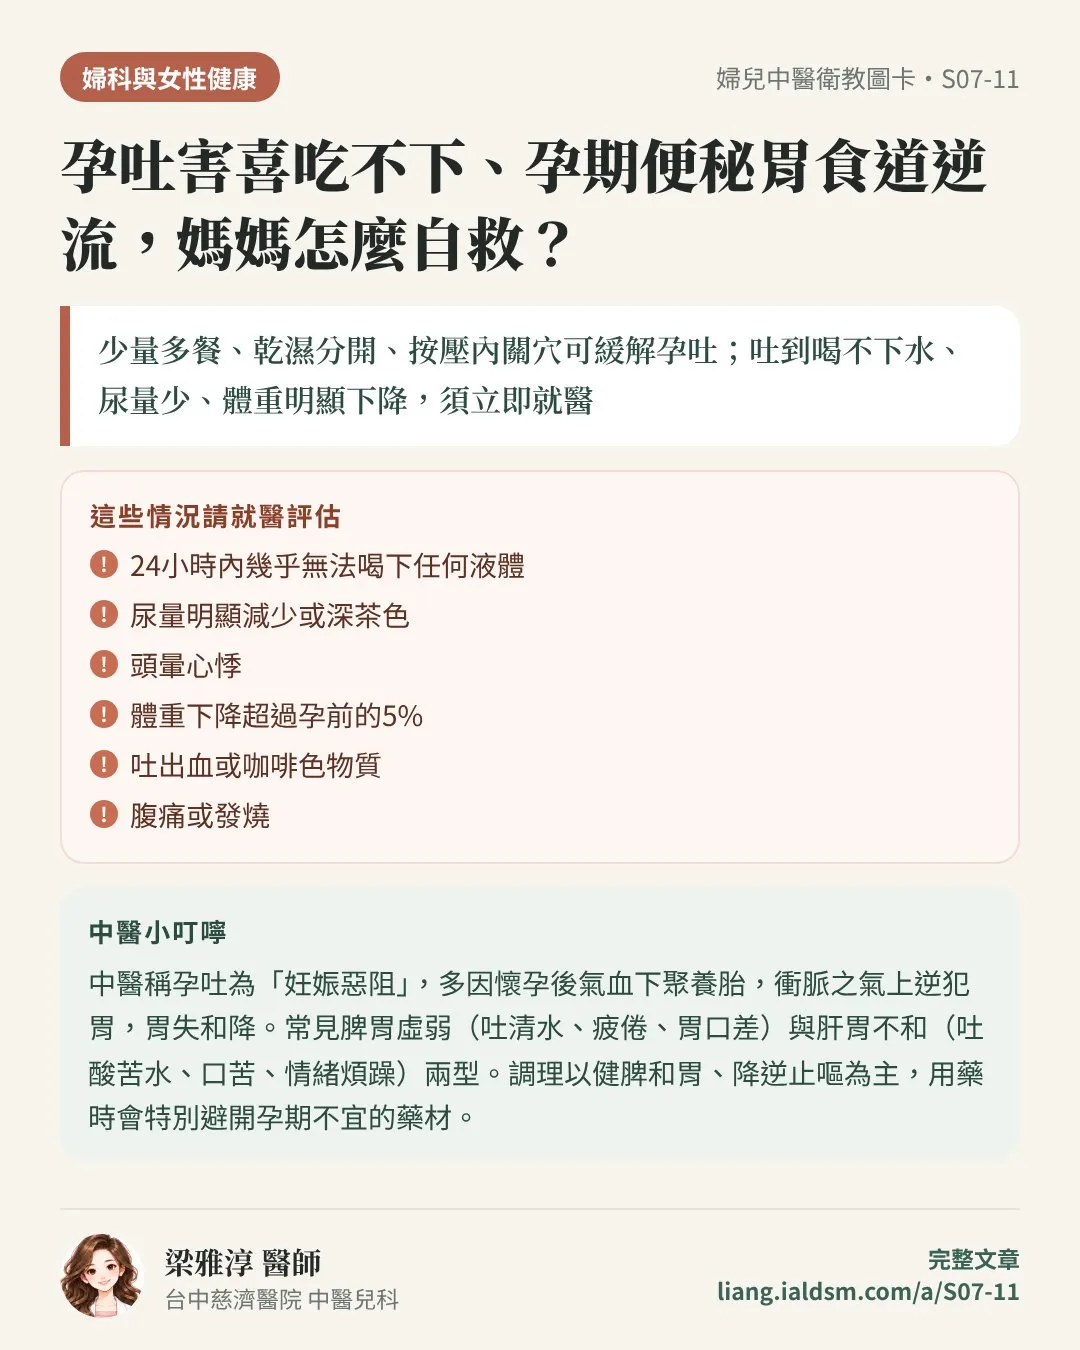 婦科與女性健康
婦兒中醫衛教圖卡・S07-11
孕吐害喜吃不下、孕期便秘胃食道逆
流，媽媽怎麼自救？
少量多餐、乾濕分開、按壓內關穴可緩解孕吐；吐到喝不下水、
尿量少、體重明顯下降，須立即就醫
這些情況請就醫評估
24小時內幾乎無法喝下任何液體
尿量明顯減少或深茶色
頭暈心悸
體重下降超過孕前的5%
吐出血或咖啡色物質
腹痛或發燒
中醫小叮嚀
中醫稱孕吐為「妊娠惡阻」，多因懷孕後氣血下聚養胎，衝脈之氣上逆犯
胃，胃失和降。常見脾胃虛弱（吐清水、疲倦、胃口差）與肝胃不和（吐
酸苦水、口苦、情緒煩躁）兩型。調理以健脾和胃、降逆止嘔為主，用藥
時會特別避開孕期不宜的藥材。
梁雅淳 醫師
台中慈濟醫院 中醫兒科
完整文章
liang.ialdsm.com/a/S07-11